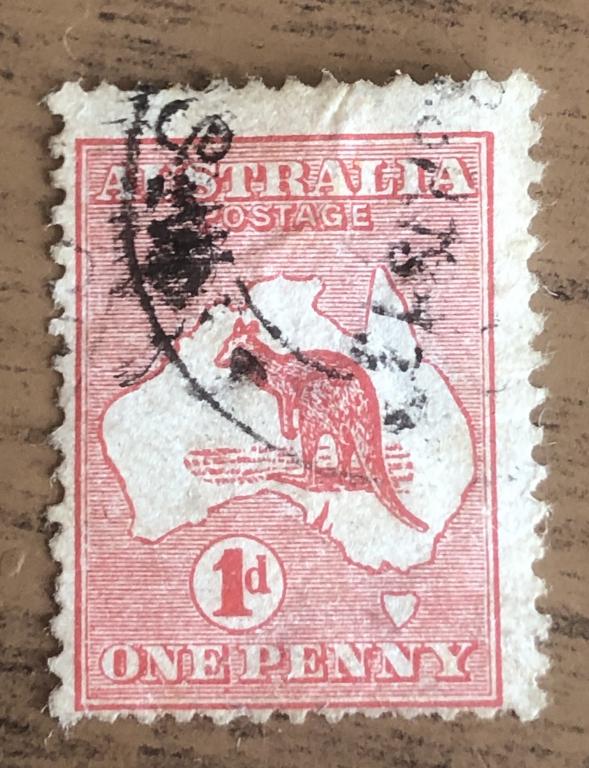 AUSTRALIA
POSTAGE
1d
ONE PENNY